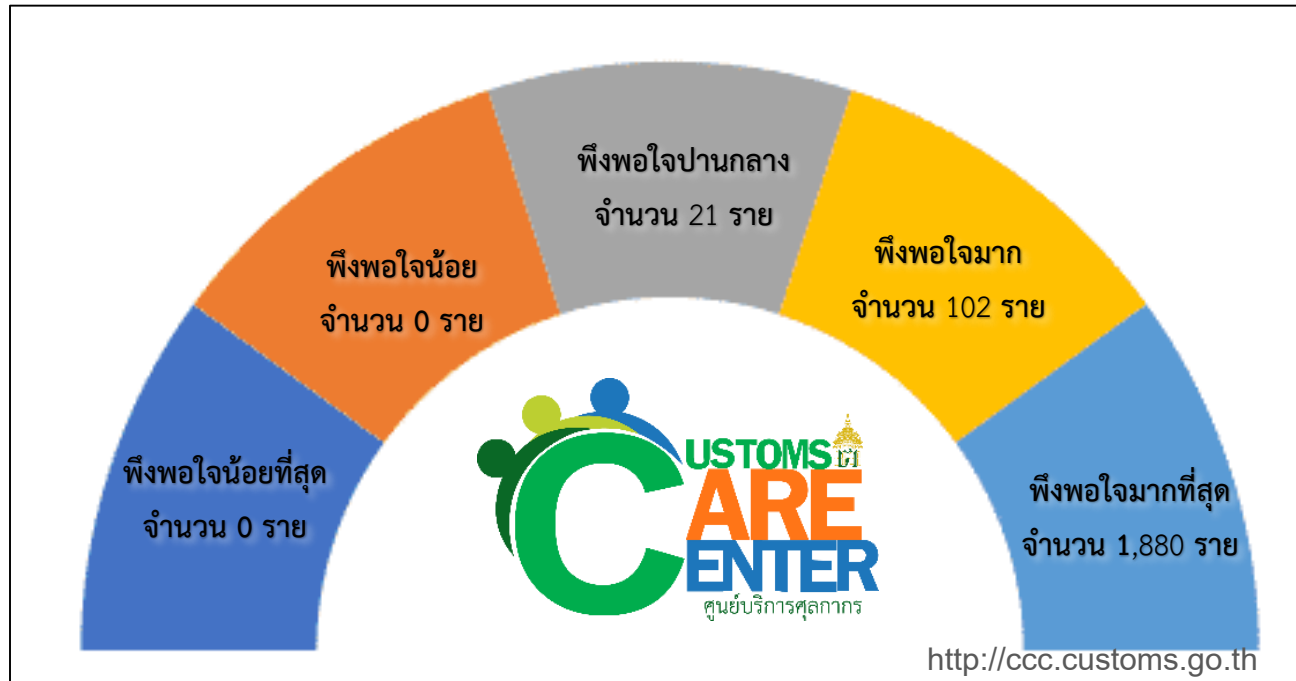 พึงพอใจปานกลาง
จำนวน 21 ราย
พึงพอใจน้อย
จำนวน 0 ราย
พึงพอใจมาก
จำนวน 102 ราย
พึงพอใจน้อยที่สุด
จำนวน 0 ราย
พึงพอใจมากที่สุด
จำนวน 1,880 ราย
CUSTOMS
CARE
CENTER
ศูนย์บริการศุลกากร
http://ccc.customs.go.th